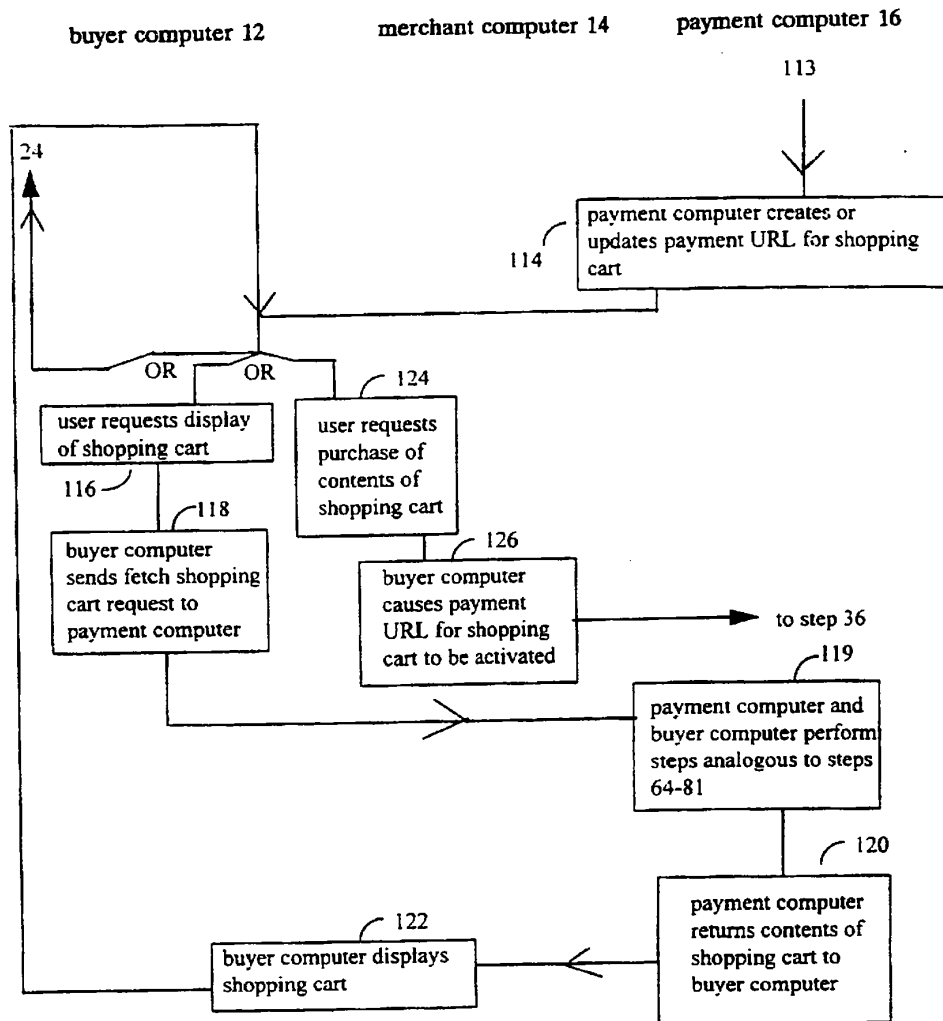 buyer computer 12
merchant computer 14
payment computer 16
113
24
payment computer creates or
updates payment URL for shopping
cart
114
OR
OR
124
user requests display
of shopping cart
116
user requests
purchase of
contents of
shopping cart
118
buyer computer
sends fetch shopping
cart request to
payment computer
126
buyer computer
causes payment
URL for shopping
cart to be activated
to step 36
119
payment computer and
buyer computer perform
steps analogous to steps
64-81
120
payment computer
returns contents of
shopping cart to
buyer computer
122
buyer computer displays
shopping cart